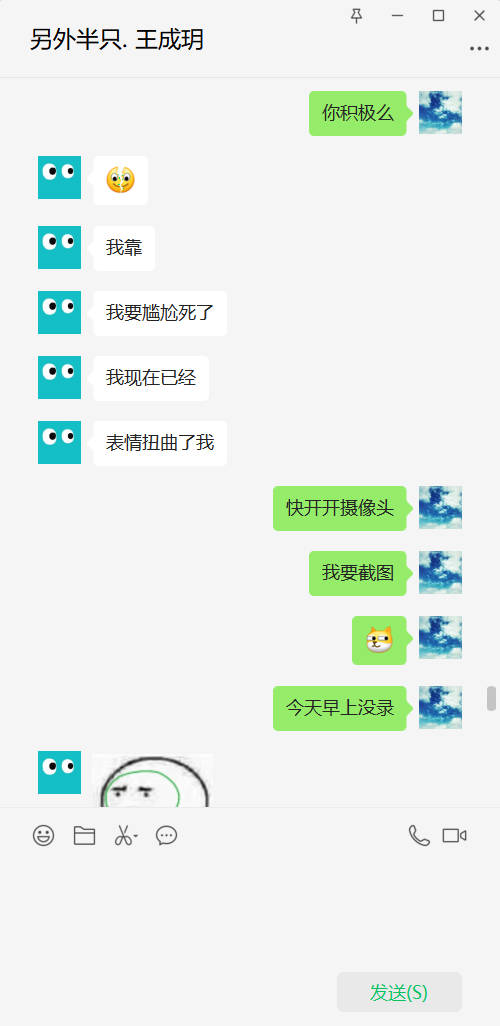 另外半只. 王成玥
你积极么
我靠
我要尴尬死了
我现在已经
表情扭曲了我
快开开摄像头
我要截图
今天早上没录
发送(S)